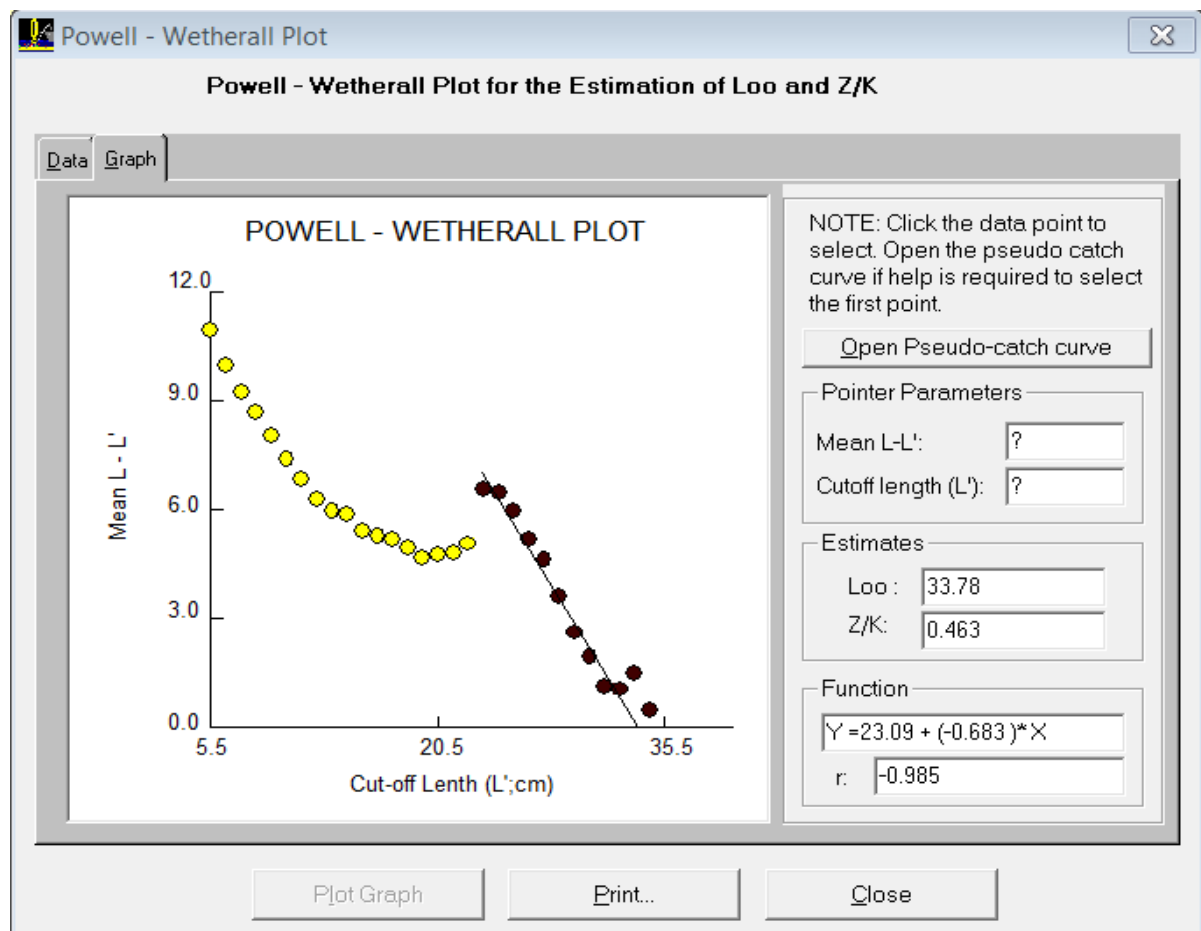 Powell - Wetherall Plot
Powell - Wetherall Plot for the Estimation of Loo and Z/K
Data
Graph
POWELL - WETHERALL PLOT
12.0
9.0
6.0
3.0
0.0
Mean L - L'
5.5
20.5
35.5
Cut-off Lenth (L';cm)
NOTE: Click the data point to
select. Open the pseudo catch
curve if help is required to select
the first point.
Open Pseudo-catch curve
Pointer Parameters
Mean L-L': ?
Cutoff length (L'): ?
Estimates
Loo : 33.78
Z/K: 0.463
Function
Y =23.09 + (-0.683 )* X
r: -0.985
Plot Graph
Print...
Close